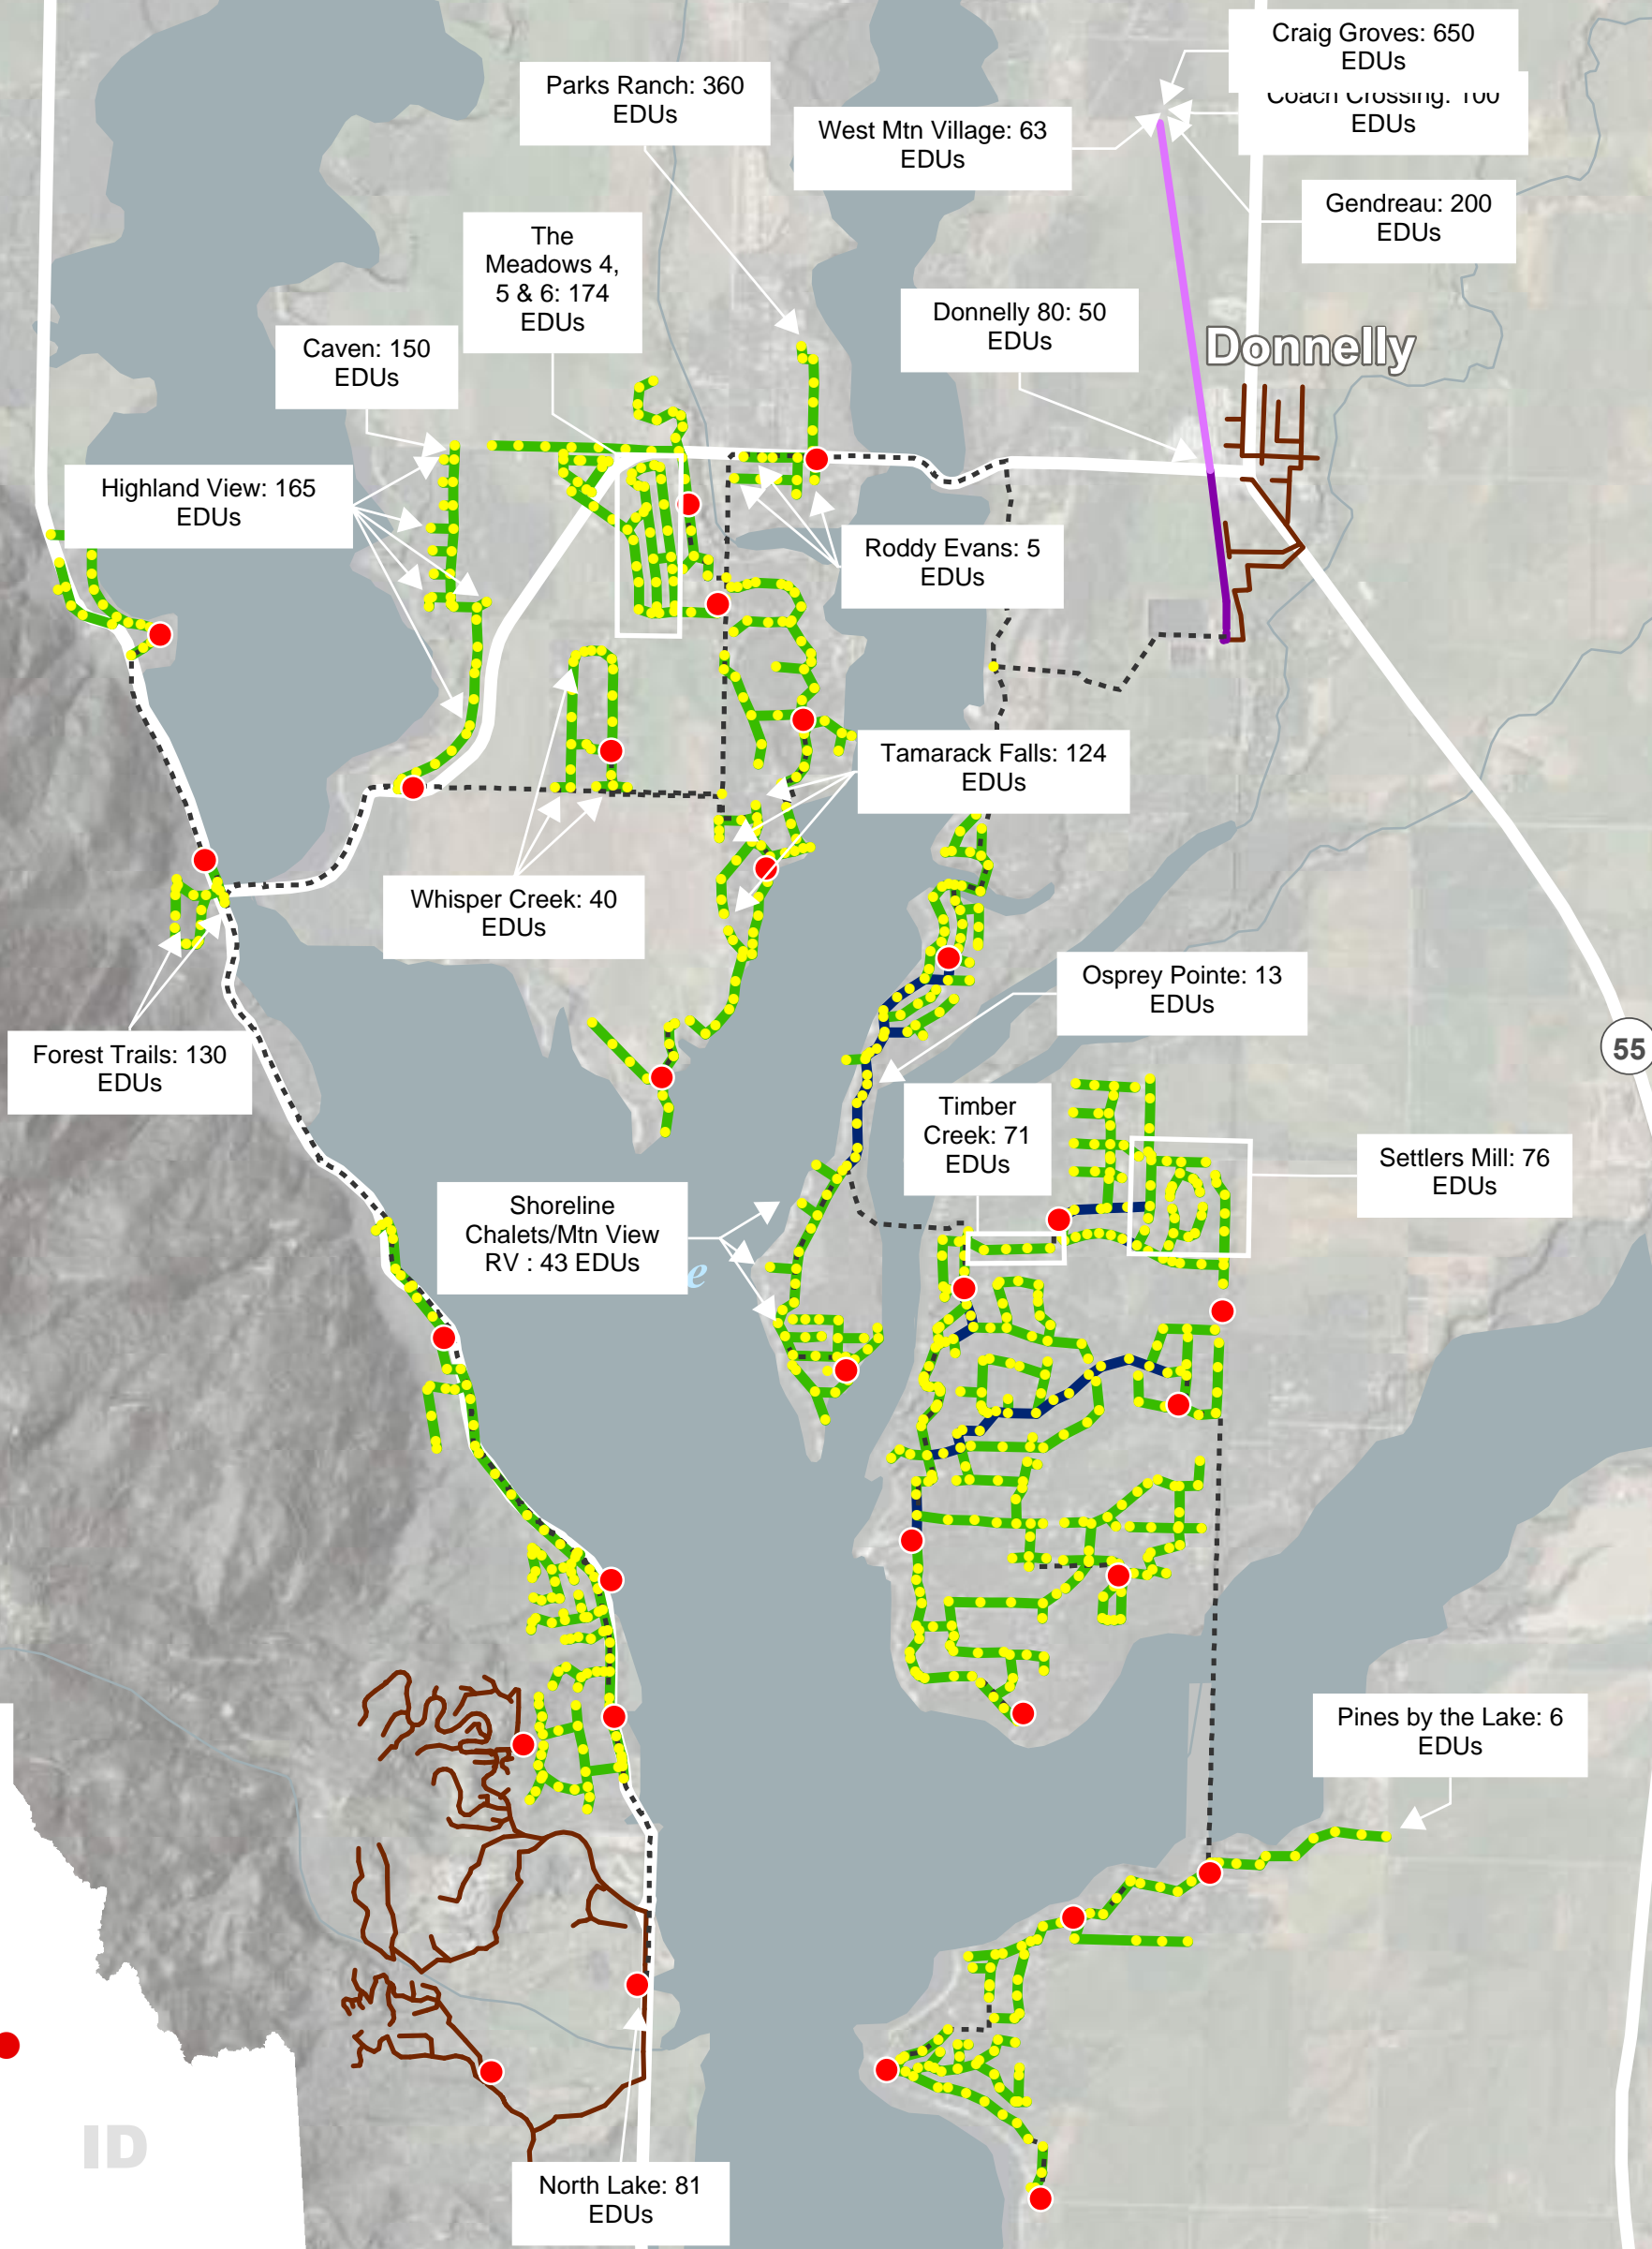 Craig Groves: 650
EDUs
Parks Ranch: 360
EDUs
Coach Crossing: 100
EDUs
West Mtn Village: 63
EDUs
Gendreau: 200
EDUs
The
Meadows 4,
5 & 6: 174
EDUs
Donnelly 80: 50
EDUs
Donnelly
Caven: 150
EDUs
Highland View: 165
EDUs
Roddy Evans: 5
EDUs
Tamarack Falls: 124
EDUs
Whisper Creek: 40
EDUs
Osprey Pointe: 13
EDUs
55
Forest Trails: 130
EDUs
Timber
Creek: 71
EDUs
Settlers Mill: 76
EDUs
Shoreline
Chalets/Mtn View
RV : 43 EDUs
e
Pines by the Lake: 6
EDUs
ID
North Lake: 81
EDUs